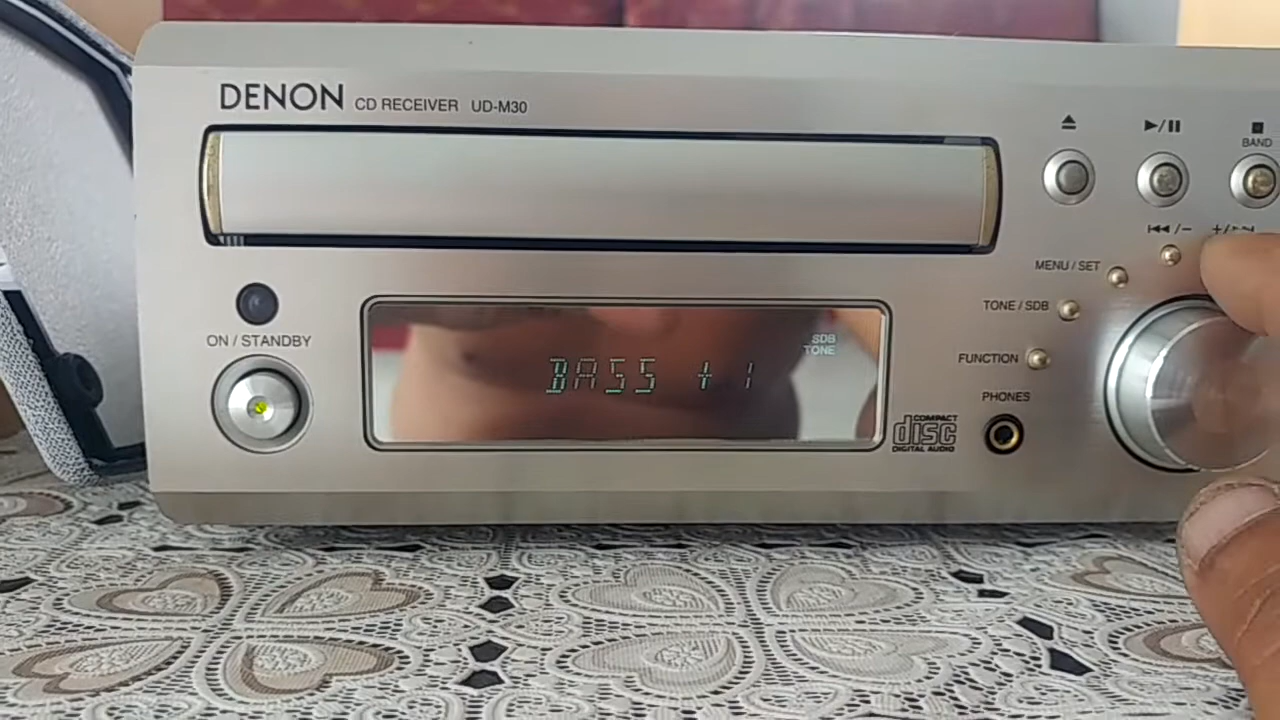 DENON CD RECEIVER UD-M30
BAND
MENU / SET
TONE / SDB
FUNCTION
PHONES
ON / STANDBY
SDB
TONE
BASS + 1
COMPACT
disc
DIGITAL AUDIO